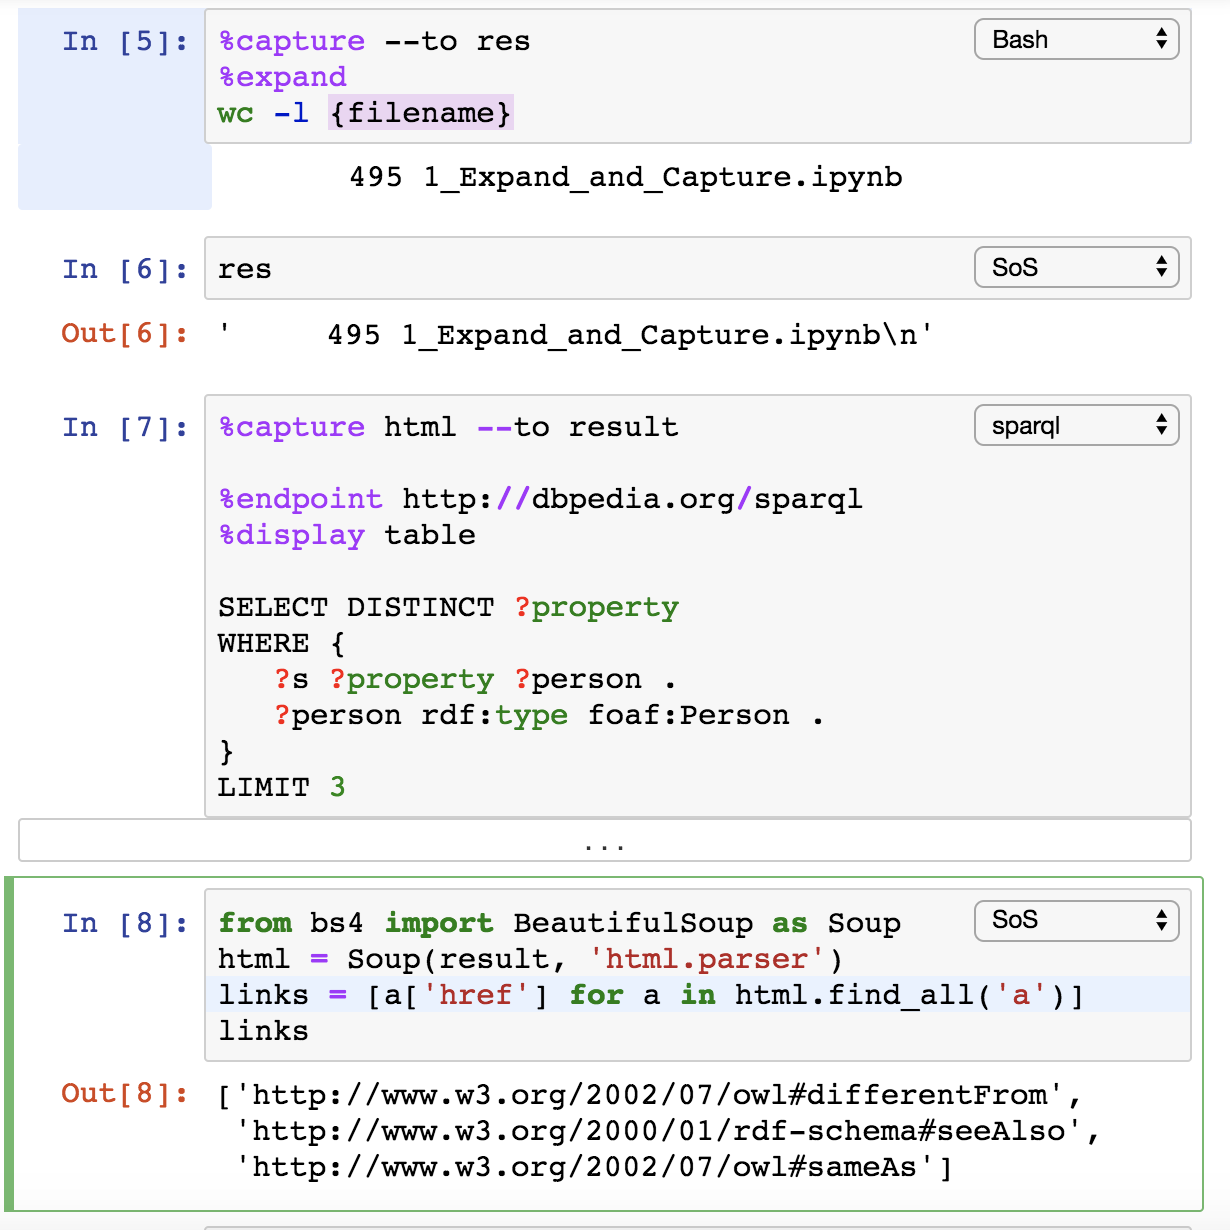 In [5]: %capture --to res Bash
%expand
wc -l {filename}
495 1_Expand_and_Capture.ipynb
In [6]: res SoS
Out[6]: '     495 1_Expand_and_Capture.ipynb\n'
In [7]: %capture html --to result sparql
%endpoint http://dbpedia.org/sparql
%display table
SELECT DISTINCT ?property
WHERE {
   ?s ?property ?person .
   ?person rdf:type foaf:Person .
}
LIMIT 3
...
In [8]: from bs4 import BeautifulSoup as Soup SoS
html = Soup(result, 'html.parser')
links = [a['href'] for a in html.find_all('a')]
links
Out[8]: ['http://www.w3.org/2002/07/owl#differentFrom',
 'http://www.w3.org/2000/01/rdf-schema#seeAlso',
 'http://www.w3.org/2002/07/owl#sameAs']